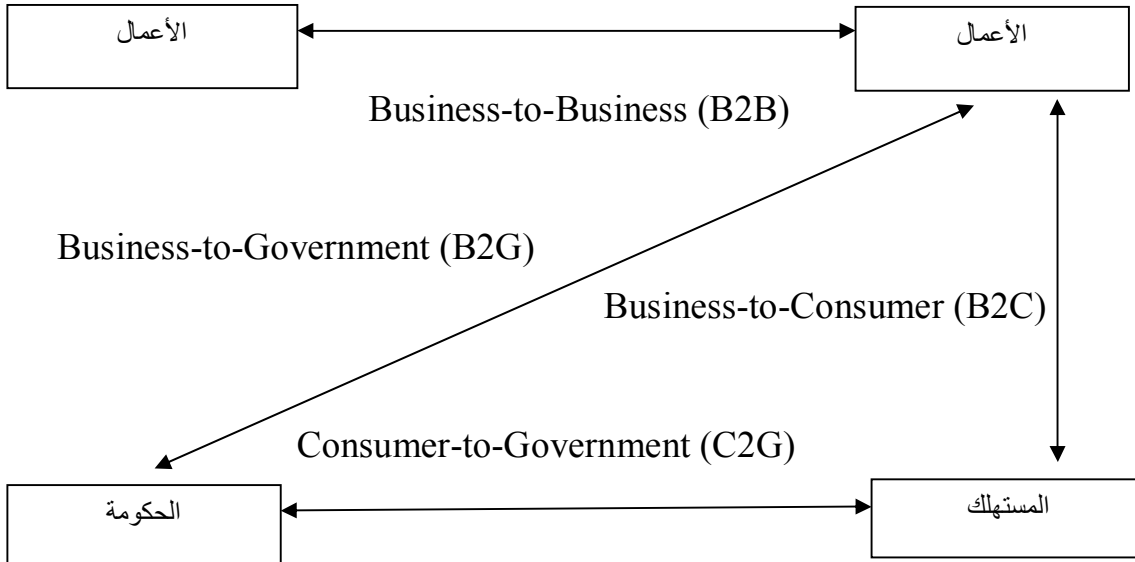 الأعمال
الأعمال
Business-to-Business (B2B)
Business-to-Government (B2G)
Business-to-Consumer (B2C)
Consumer-to-Government (C2G)
الحكومة
المستهلك